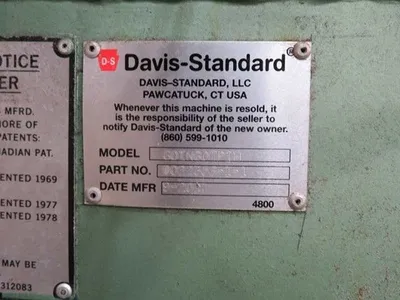 OTICE
ER
S MFRD.
MORE OF
PATENTS:
NADIAN PAT.
ENTED 1969
ENTED 1977
ENTED 1978
MAY BE
312083
D-S Davis-Standard®
DAVIS-STANDARD, LLC
PAWCATUCK, CT USA
Whenever this machine is resold, it
is the responsibility of the seller to
notify Davis-Standard of the new owner.
(860) 599-1010
MODEL
PART NO.
DATE MFR
4800